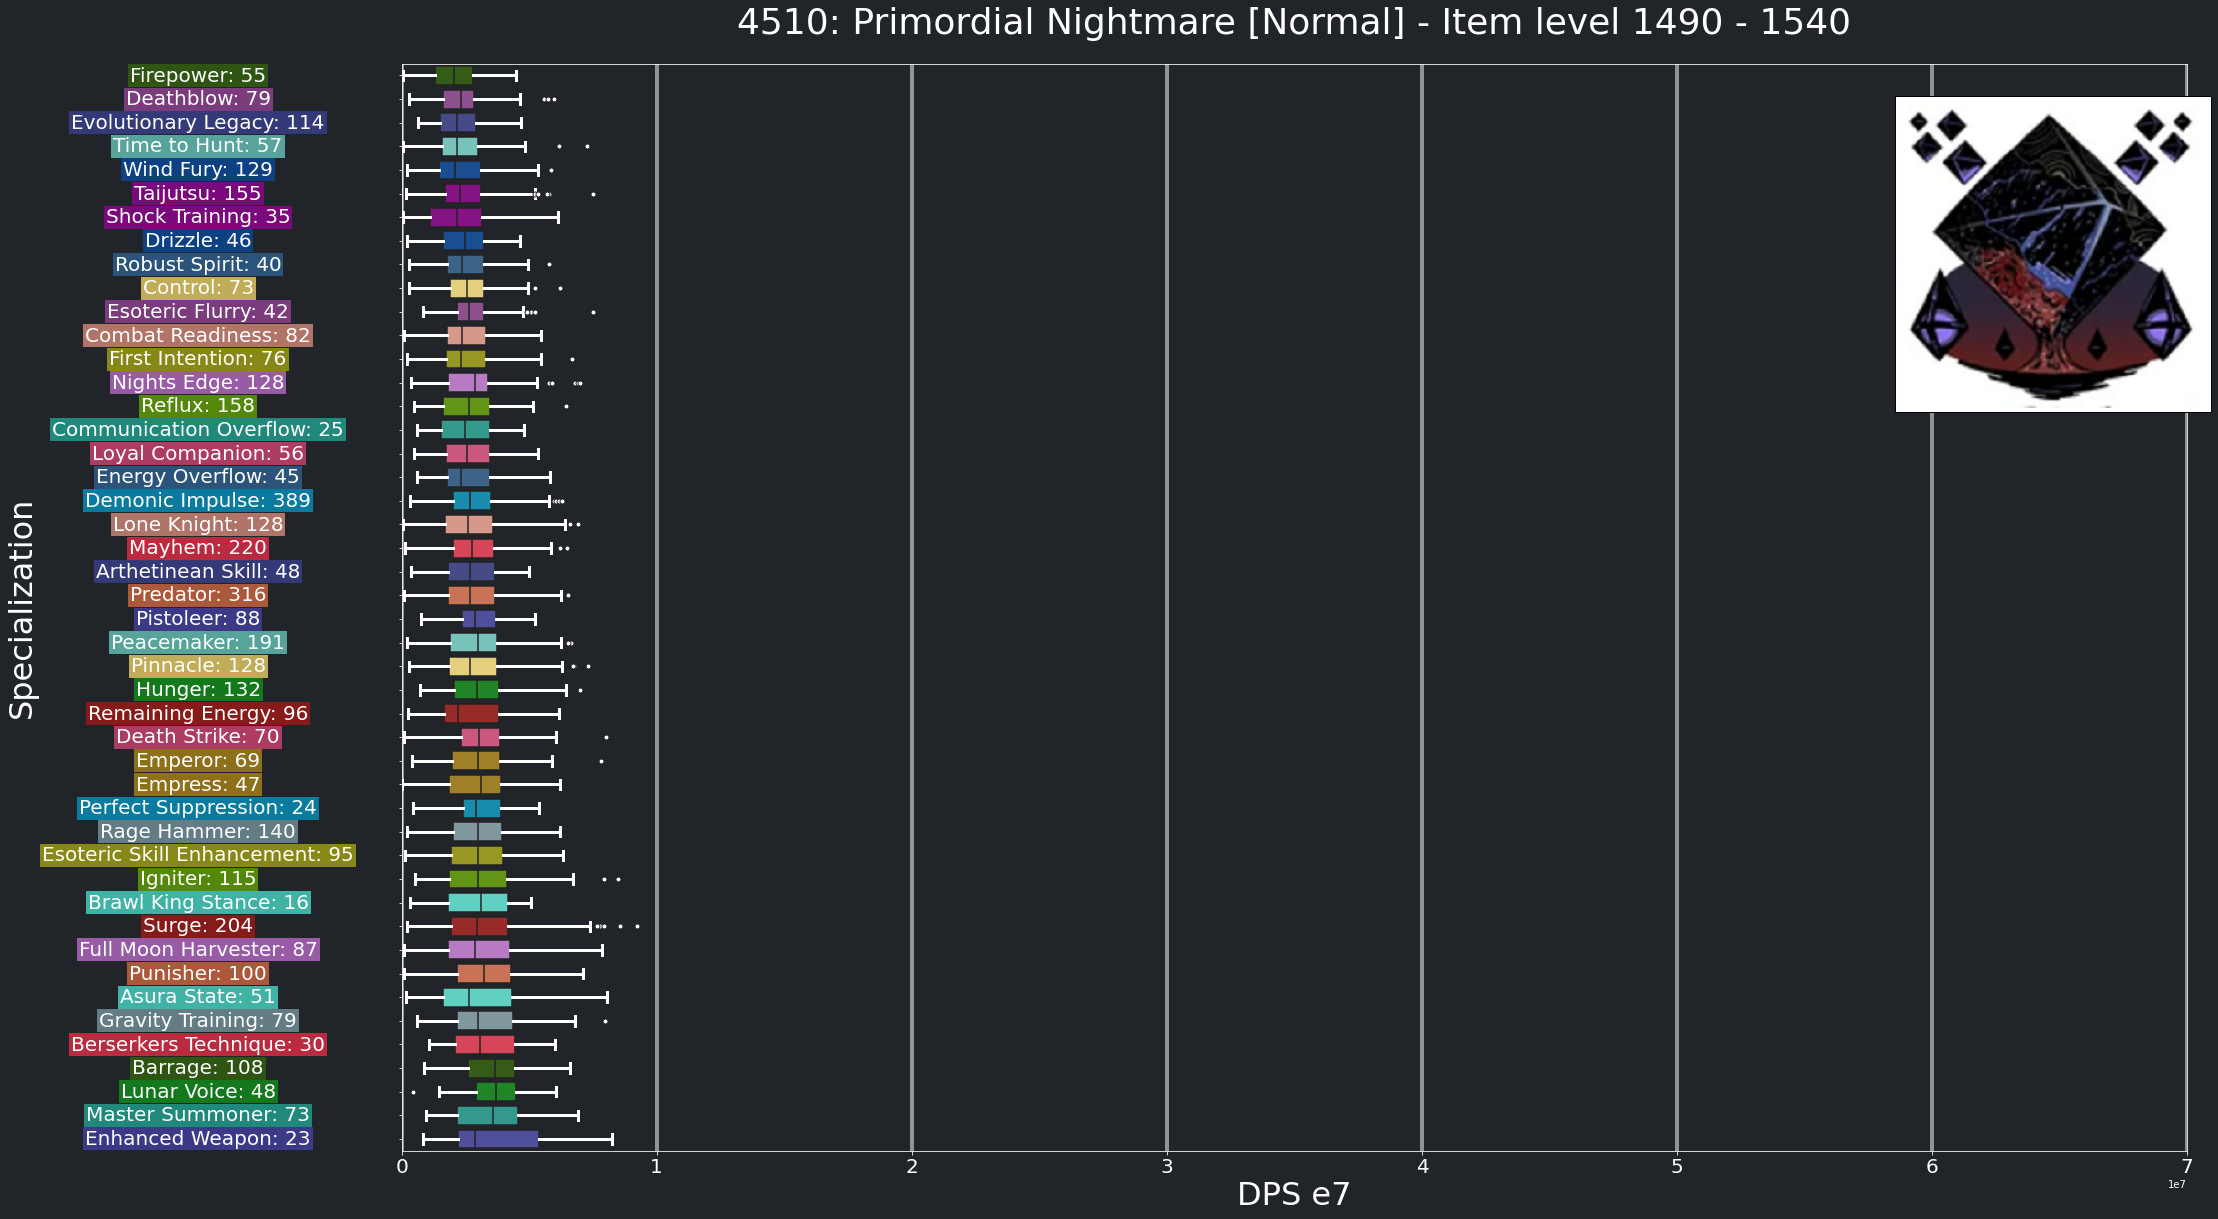 4510: Primordial Nightmare [Normal] - Item level 1490 - 1540
Specialization
Firepower: 55
Deathblow: 79
Evolutionary Legacy: 114
Time to Hunt: 57
Wind Fury: 129
Taijutsu: 155
Shock Training: 35
Drizzle: 46
Robust Spirit: 40
Control: 73
Esoteric Flurry: 42
Combat Readiness: 82
First Intention: 76
Nights Edge: 128
Reflux: 158
Communication Overflow: 25
Loyal Companion: 56
Energy Overflow: 45
Demonic Impulse: 389
Lone Knight: 128
Mayhem: 220
Arthetinean Skill: 48
Predator: 316
Pistoleer: 88
Peacemaker: 191
Pinnacle: 128
Hunger: 132
Remaining Energy: 96
Death Strike: 70
Emperor: 69
Empress: 47
Perfect Suppression: 24
Rage Hammer: 140
Esoteric Skill Enhancement: 95
Igniter: 115
Brawl King Stance: 16
Surge: 204
Full Moon Harvester: 87
Punisher: 100
Asura State: 51
Gravity Training: 79
Berserkers Technique: 30
Barrage: 108
Lunar Voice: 48
Master Summoner: 73
Enhanced Weapon: 23
0 1 2 3 4 5 6 7
1e7
DPS e7